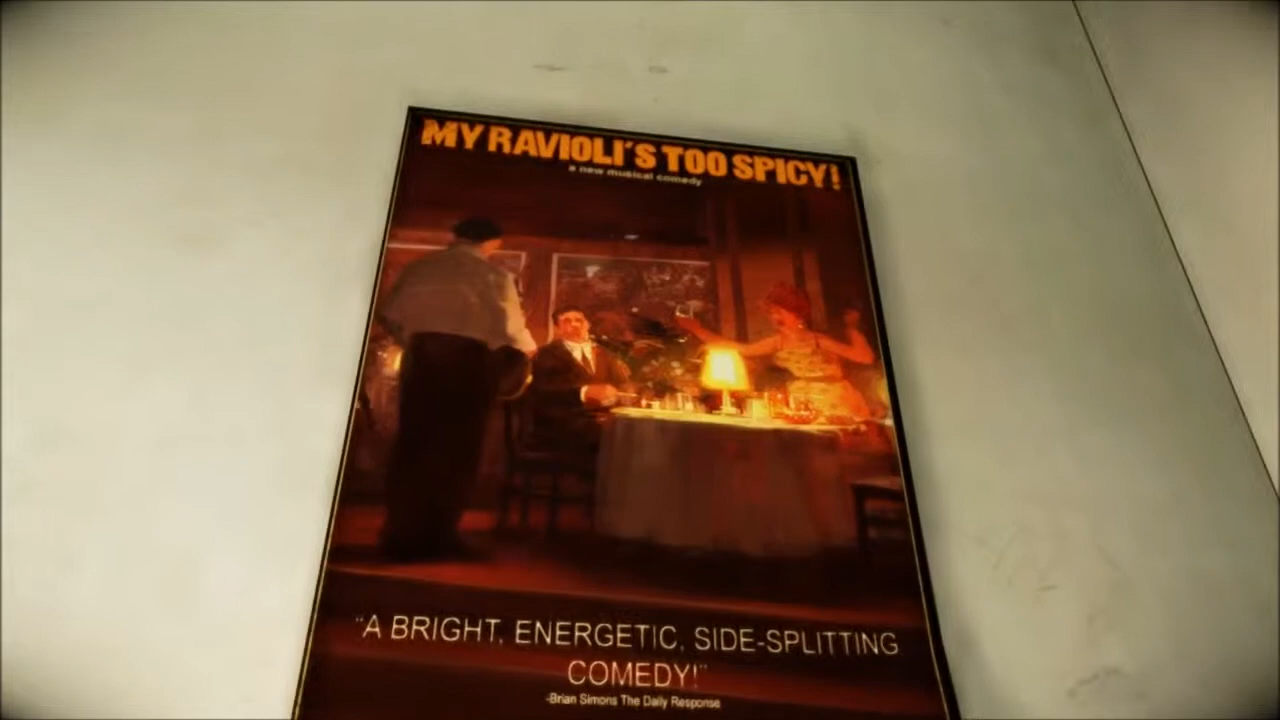 MY RAVIOLI'S TOO SPICY!
a new musical comedy
"A BRIGHT, ENERGETIC, SIDE-SPLITTING
COMEDY!"
-Brian Simons The Daily Response